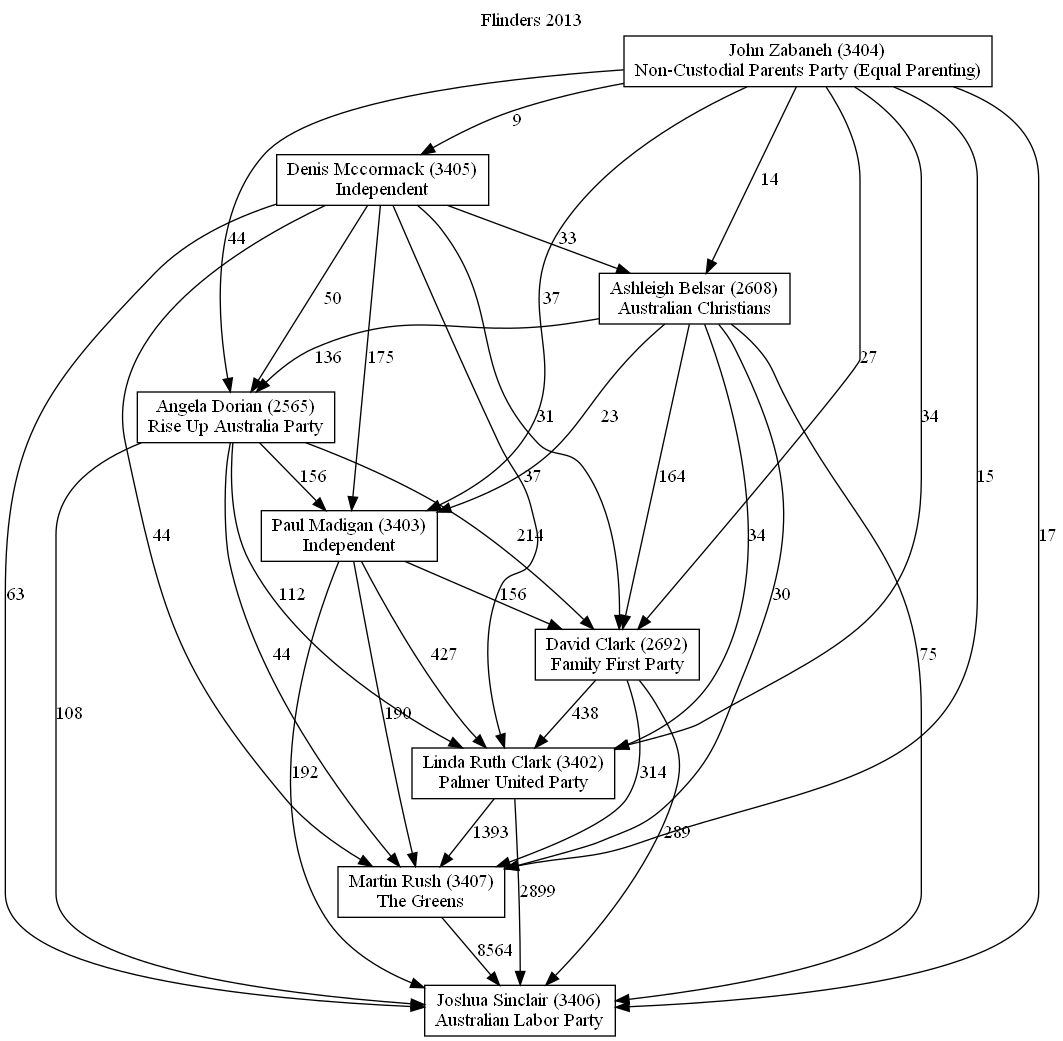 Flinders 2013
John Zabaneh (3404)
Non-Custodial Parents Party (Equal Parenting)
9
Denis Mccormack (3405)
Independent
14
44
33
Ashleigh Belsar (2608)
Australian Christians
50
37
136
175
27
Angela Dorian (2565)
Rise Up Australia Party
31
23
34
156
37
164
15
Paul Madigan (3403)
Independent
44
214
34
17
63
112
156
30
David Clark (2692)
Family First Party
44
427
75
108
190
438
Linda Ruth Clark (3402)
Palmer United Party
192
314
1393
289
Martin Rush (3407)
The Greens
2899
8564
Joshua Sinclair (3406)
Australian Labor Party